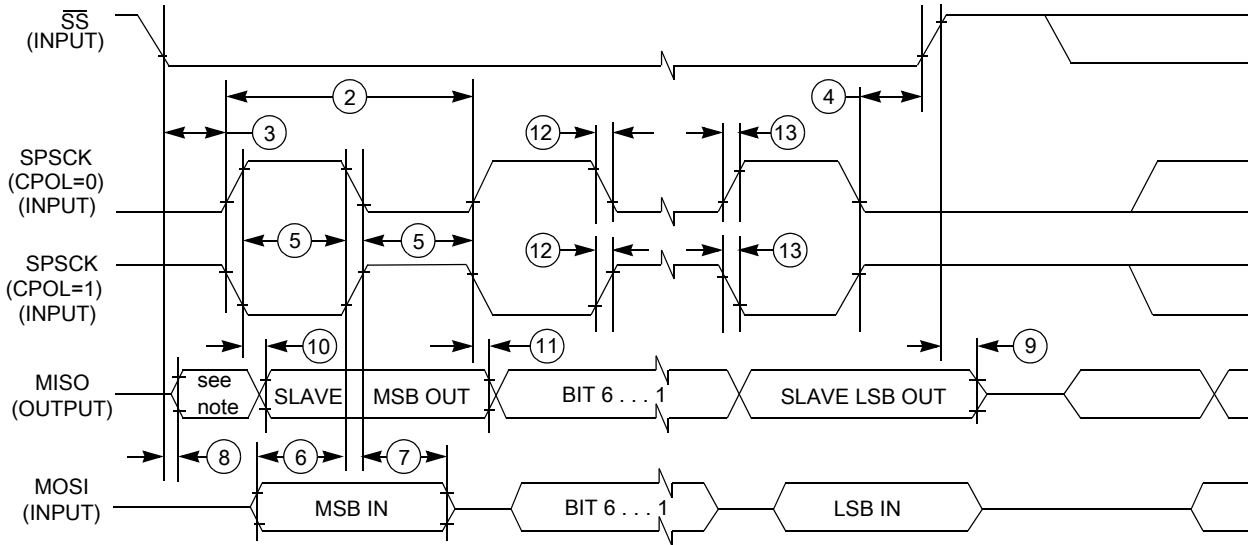 SS
(INPUT)
2
4
3
12
13
SPSCK
(CPOL=0)
(INPUT)
5
5
12
13
SPSCK
(CPOL=1)
(INPUT)
10
11
9
MISO
(OUTPUT)
see
note
SLAVE
MSB OUT
BIT 6 . . . 1
SLAVE LSB OUT
8
6
7
MOSI
(INPUT)
MSB IN
BIT 6 . . . 1
LSB IN